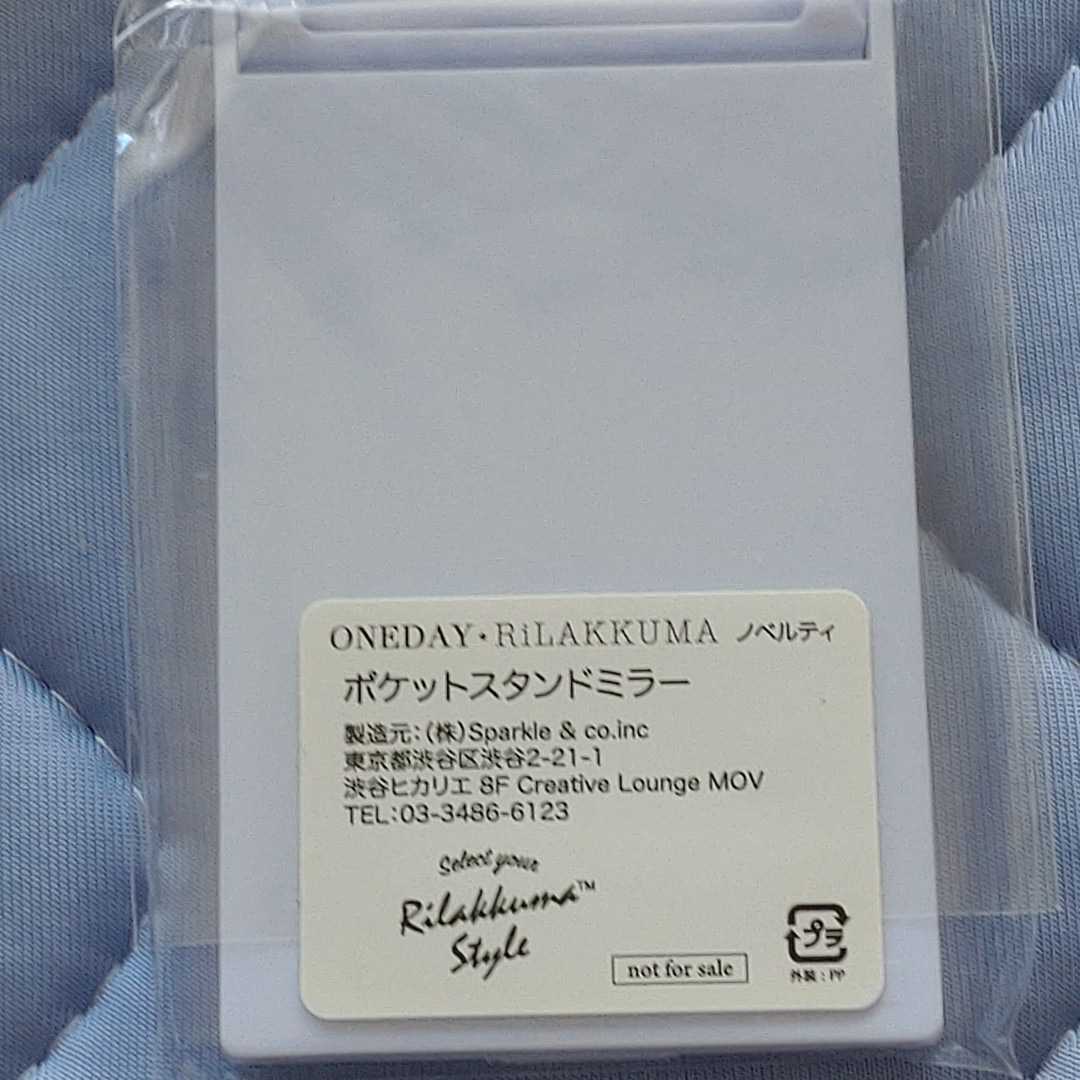 ONEDAY・RiLAKKUMA ノベルティ
ポケットスタンドミラー
製造元:(株)Sparkle & co.inc
東京都渋谷区渋谷2-21-1
渋谷ヒカリエ 8F Creative Lounge MOV
TEL:03-3486-6123
Select your
Rilakkuma™
Style
not for sale
プラ
外装:PP